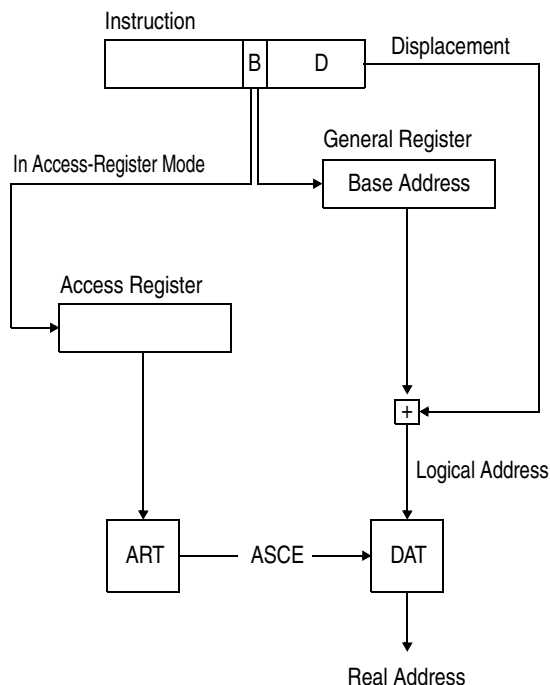 Instruction
Displacement
B
D
General Register
In Access-Register Mode
Base Address
Access Register
+
Logical Address
ART
ASCE
DAT
Real Address